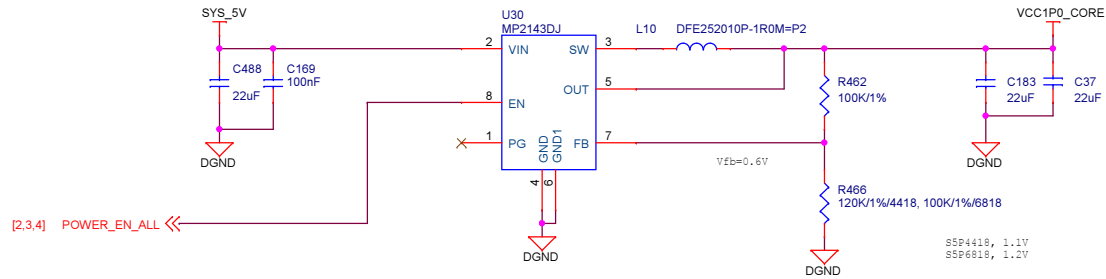 SYS_5V
U30
MP2143DJ
L10 DFE252010P-1R0M=P2
VCC1P0_CORE
2 VIN SW 3
C488
22uF
C169
100nF
OUT 5
R462
100K/1%
C183
22uF
C37
22uF
8 EN
1 PG GND GND1 FB 7
Vfb=0.6V
DGND
DGND
4 6
R466
120K/1%/4418, 100K/1%/6818
[2,3,4] POWER_EN_ALL
DGND
DGND
S5P4418, 1.1V
S5P6818, 1.2V